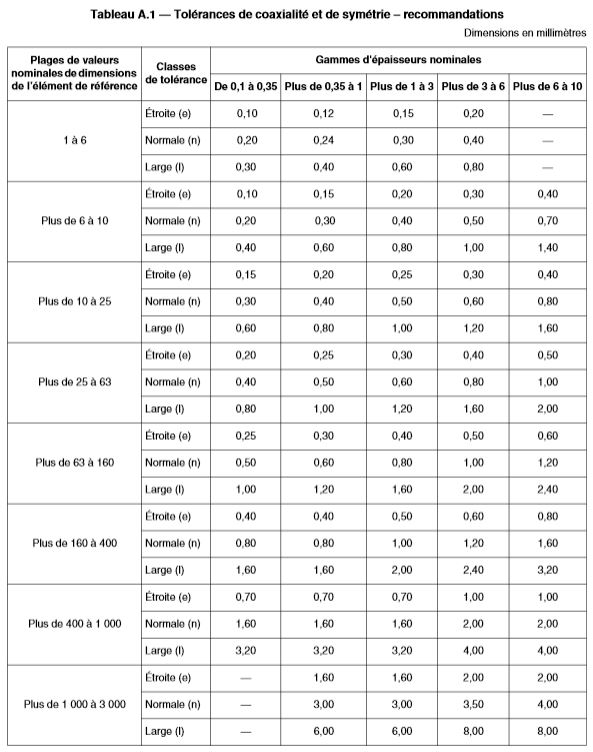 Tableau A.1 — Tolérances de coaxialité et de symétrie – recommandations
Dimensions en millimètres
Plages de valeurs nominales de dimensions de l'élément de référence | Classes de tolérance | Gammes d'épaisseurs nominales
De 0,1 à 0,35 | Plus de 0,35 à 1 | Plus de 1 à 3 | Plus de 3 à 6 | Plus de 6 à 10
1 à 6
Étroite (e) 0,10 0,12 0,15 0,20 —
Normale (n) 0,20 0,24 0,30 0,40 —
Large (l) 0,30 0,40 0,60 0,80 —
Plus de 6 à 10
Étroite (e) 0,10 0,15 0,20 0,30 0,40
Normale (n) 0,20 0,30 0,40 0,50 0,70
Large (l) 0,40 0,60 0,80 1,00 1,40
Plus de 10 à 25
Étroite (e) 0,15 0,20 0,25 0,30 0,40
Normale (n) 0,30 0,40 0,50 0,60 0,80
Large (l) 0,60 0,80 1,00 1,20 1,60
Plus de 25 à 63
Étroite (e) 0,20 0,25 0,30 0,40 0,50
Normale (n) 0,40 0,50 0,60 0,80 1,00
Large (l) 0,80 1,00 1,20 1,60 2,00
Plus de 63 à 160
Étroite (e) 0,25 0,30 0,40 0,50 0,60
Normale (n) 0,50 0,60 0,80 1,00 1,20
Large (l) 1,00 1,20 1,60 2,00 2,40
Plus de 160 à 400
Étroite (e) 0,40 0,40 0,50 0,60 0,80
Normale (n) 0,80 0,80 1,00 1,20 1,60
Large (l) 1,60 1,60 2,00 2,40 3,20
Plus de 400 à 1 000
Étroite (e) 0,70 0,70 0,70 1,00 1,00
Normale (n) 1,60 1,60 1,60 2,00 2,00
Large (l) 3,20 3,20 3,20 4,00 4,00
Plus de 1 000 à 3 000
Étroite (e) — 1,60 1,60 2,00 2,00
Normale (n) — 3,00 3,00 3,50 4,00
Large (l) — 6,00 6,00 8,00 8,00